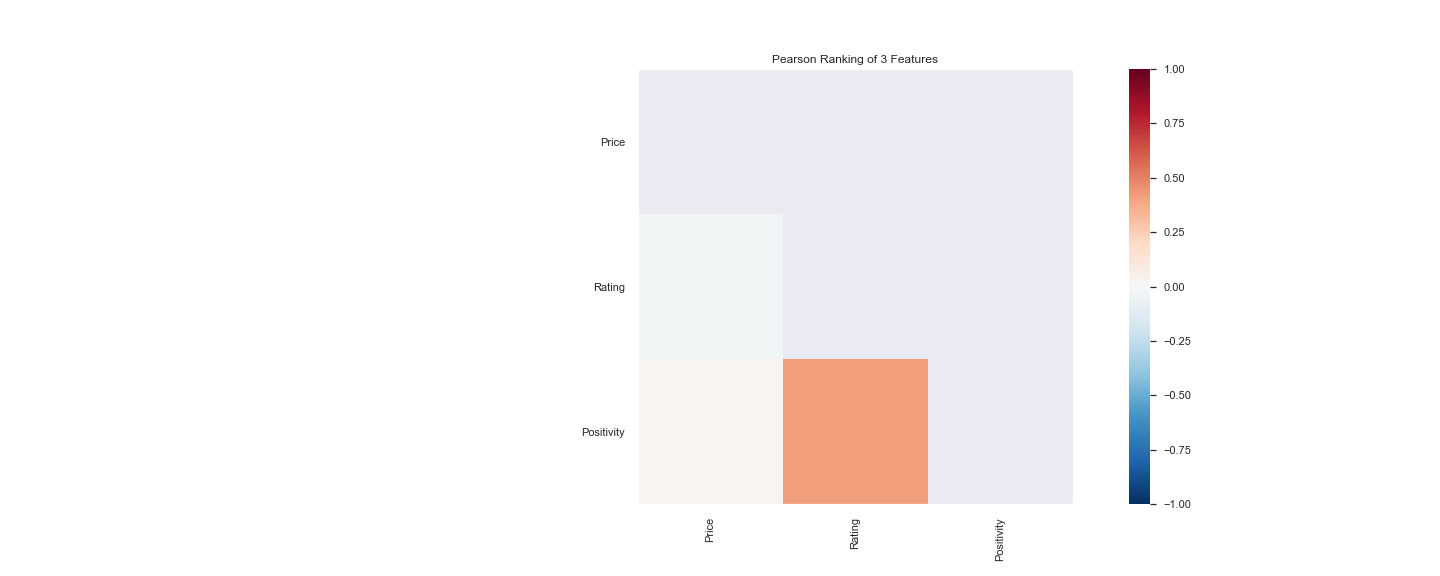 Pearson Ranking of 3 Features
Price
Rating
Positivity
Price
Rating
Positivity
1.00
0.75
0.50
0.25
0.00
−0.25
−0.50
−0.75
−1.00